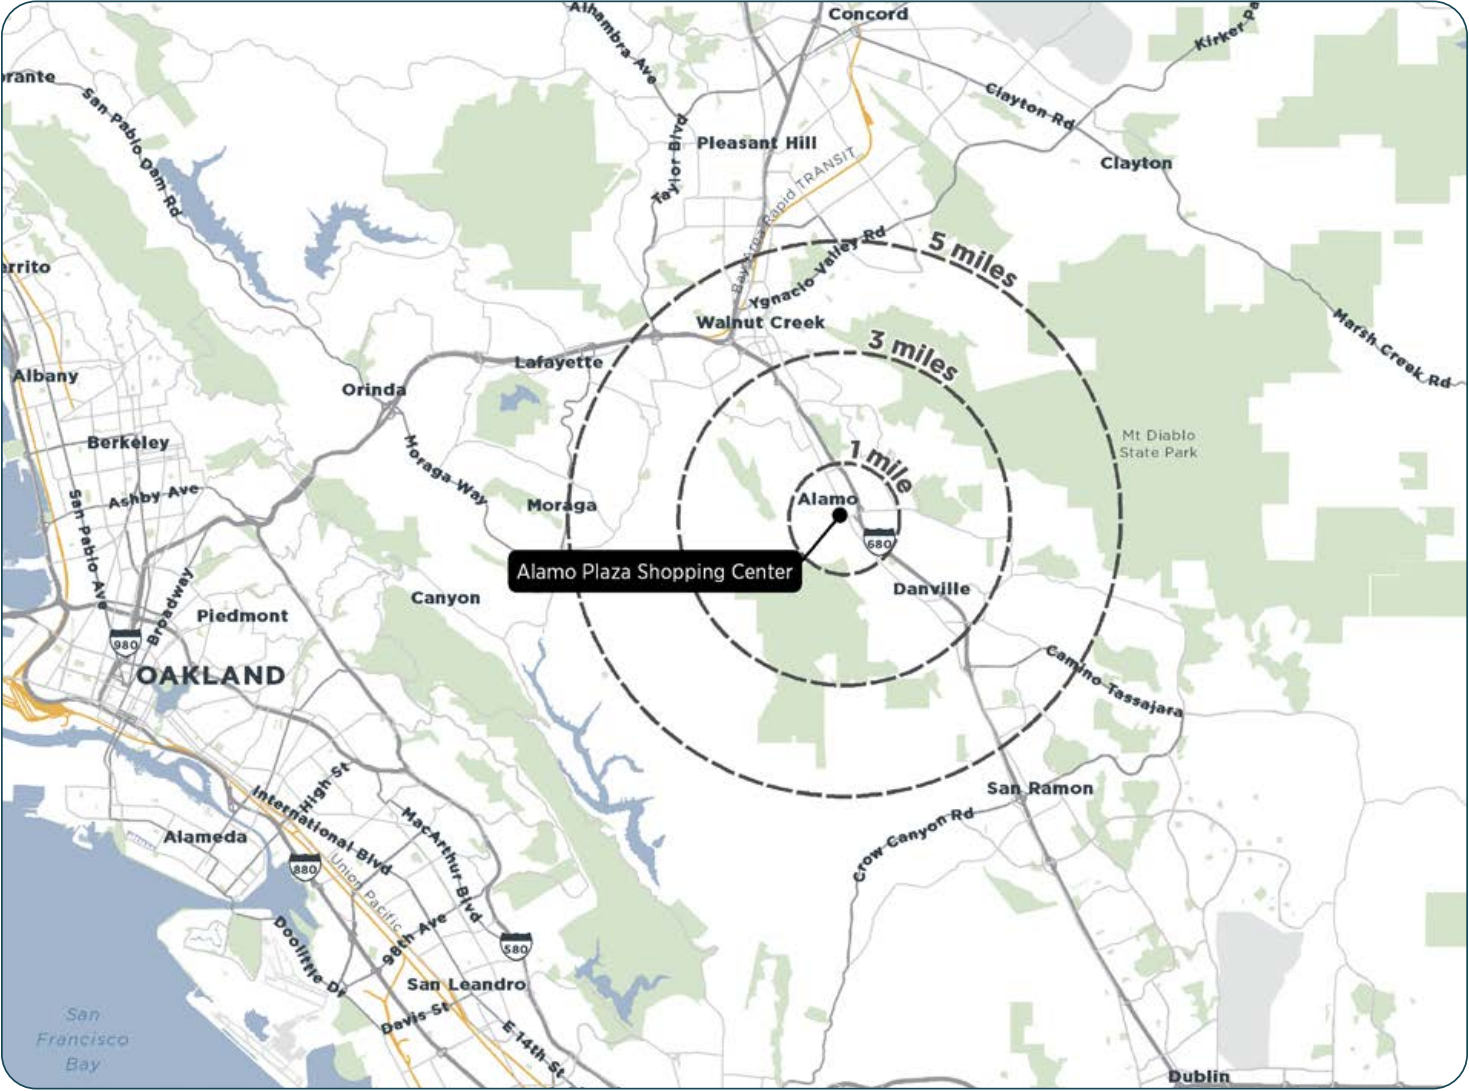 Concord
Alhambra Ave
Kirker Pa
rante
Clayton Rd
San Pablo Dam Rd
Taylor Blvd
Pleasant Hill
Bay Area Rapid TRANSIT
Clayton
Ygnacio Valley Rd
5 miles
errito
Walnut Creek
Marsh Creek Rd
3 miles
Lafayette
Albany
Orinda
Berkeley
Moraga Way
Mt Diablo
State Park
1 mile
Ashby Ave
San Pablo Ave
Moraga
Alamo
680
Alamo Plaza Shopping Center
Danville
Canyon
Broadway
Piedmont
980
OAKLAND
Camino Tassajara
San Ramon
High St
International Blvd
MacArthur Blvd
Crow Canyon Rd
Alameda
880
Union Pacific
98th Ave
580
Doolittle Dr
San Leandro
Davis St
E 14th St
San
Francisco
Bay
Dublin